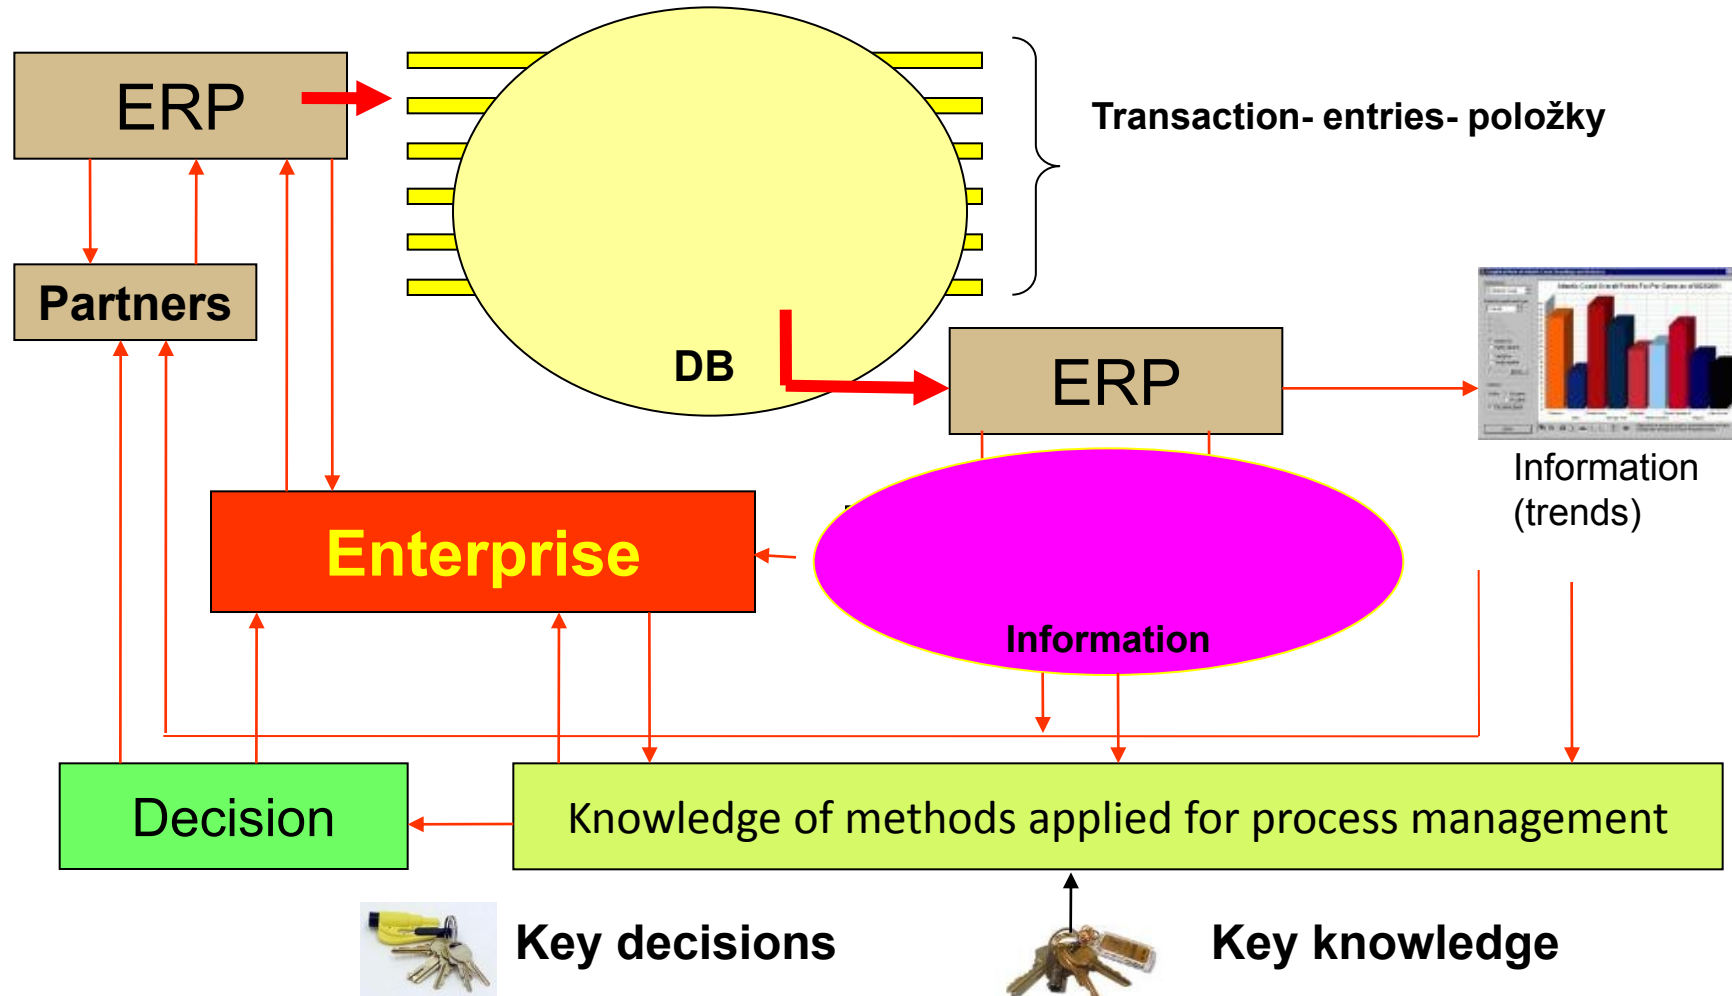 ERP
Transaction- entries- položky
Partners
DB
ERP
Information
(trends)
Enterprise
Information
Decision
Knowledge of methods applied for process management
Key decisions
Key knowledge